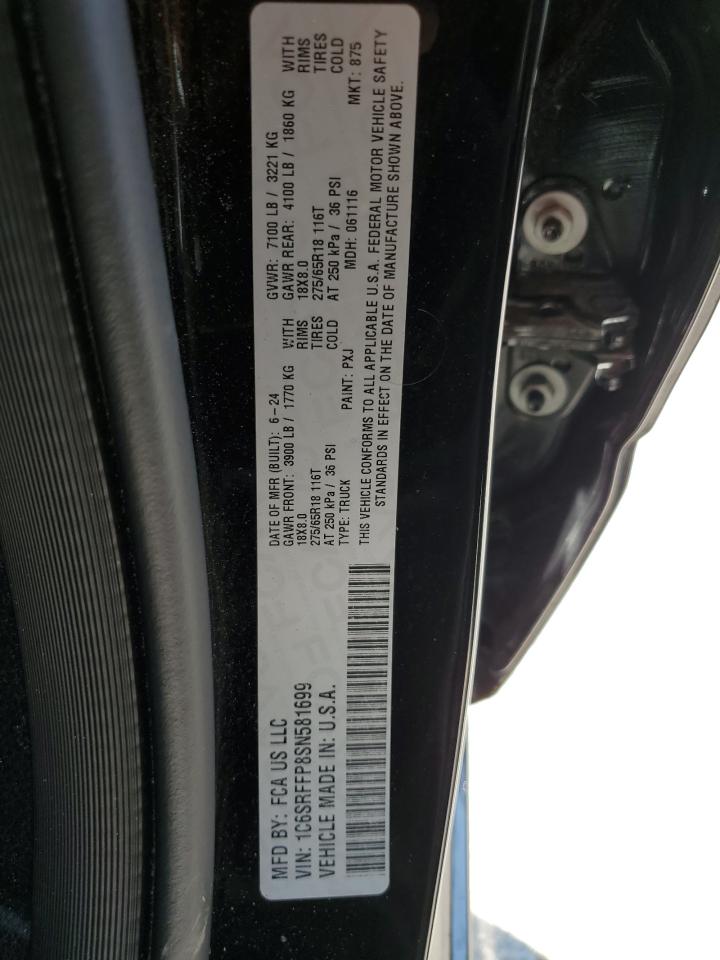 MFD BY: FCA US LLC
VIN: 1C6SRFFP8SN581699
VEHICLE MADE IN: U.S.A.
DATE OF MFR (BUILT): 6-24 GVWR: 7100 LB / 3221 KG
GAWR FRONT: 3900 LB / 1770 KG WITH GAWR REAR: 4100 LB / 1860 KG WITH
18X8.0 RIMS 18X8.0 RIMS
275/65R18 116T TIRES 275/65R18 116T TIRES
AT 250 kPa / 36 PSI COLD AT 250 kPa / 36 PSI COLD
TYPE: TRUCK PAINT: PXJ MDH: 061116 MKT: 875
THIS VEHICLE CONFORMS TO ALL APPLICABLE U.S.A. FEDERAL MOTOR VEHICLE SAFETY
STANDARDS IN EFFECT ON THE DATE OF MANUFACTURE SHOWN ABOVE.